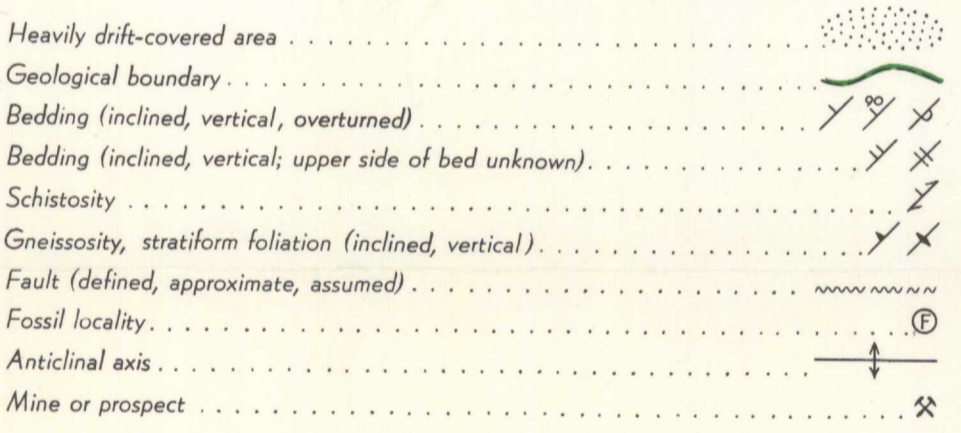 Heavily drift-covered area
Geological boundary
Bedding (inclined, vertical, overturned) 90
Bedding (inclined, vertical; upper side of bed unknown)
Schistosity
Gneissosity, stratiform foliation (inclined, vertical)
Fault (defined, approximate, assumed)
Fossil locality F
Anticlinal axis
Mine or prospect